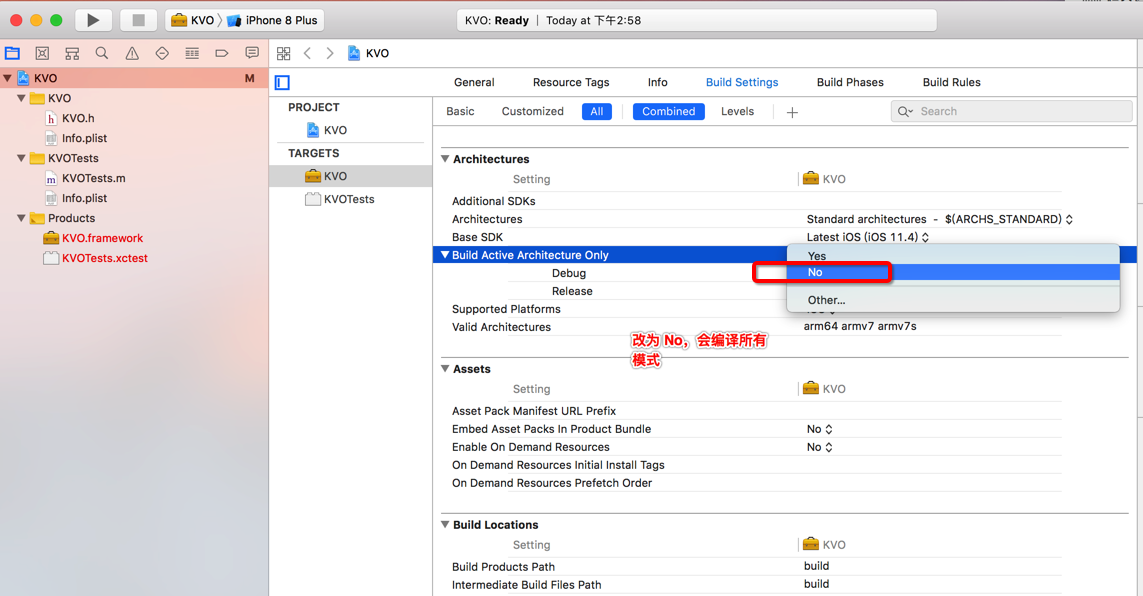 KVO 〉 iPhone 8 Plus
KVO: Ready | Today at 下午2:58
KVO M
KVO
KVO.h
Info.plist
KVOTests
KVOTests.m
Info.plist
Products
KVO.framework
KVOTests.xctest
KVO
General Resource Tags Info Build Settings Build Phases Build Rules
PROJECT
KVO
TARGETS
KVO
KVOTests
Basic Customized All Combined Levels + Search
Architectures
Setting KVO
Additional SDKs
Architectures Standard architectures - $(ARCHS_STANDARD)
Base SDK Latest iOS (iOS 11.4)
Build Active Architecture Only
Yes
Debug
No
Release
Other...
Supported Platforms
Valid Architectures arm64 armv7 armv7s
改为 No，会编译所有
模式
Assets
Setting KVO
Asset Pack Manifest URL Prefix
Embed Asset Packs In Product Bundle No
Enable On Demand Resources No
On Demand Resources Initial Install Tags
On Demand Resources Prefetch Order
Build Locations
Setting KVO
Build Products Path build
Intermediate Build Files Path build